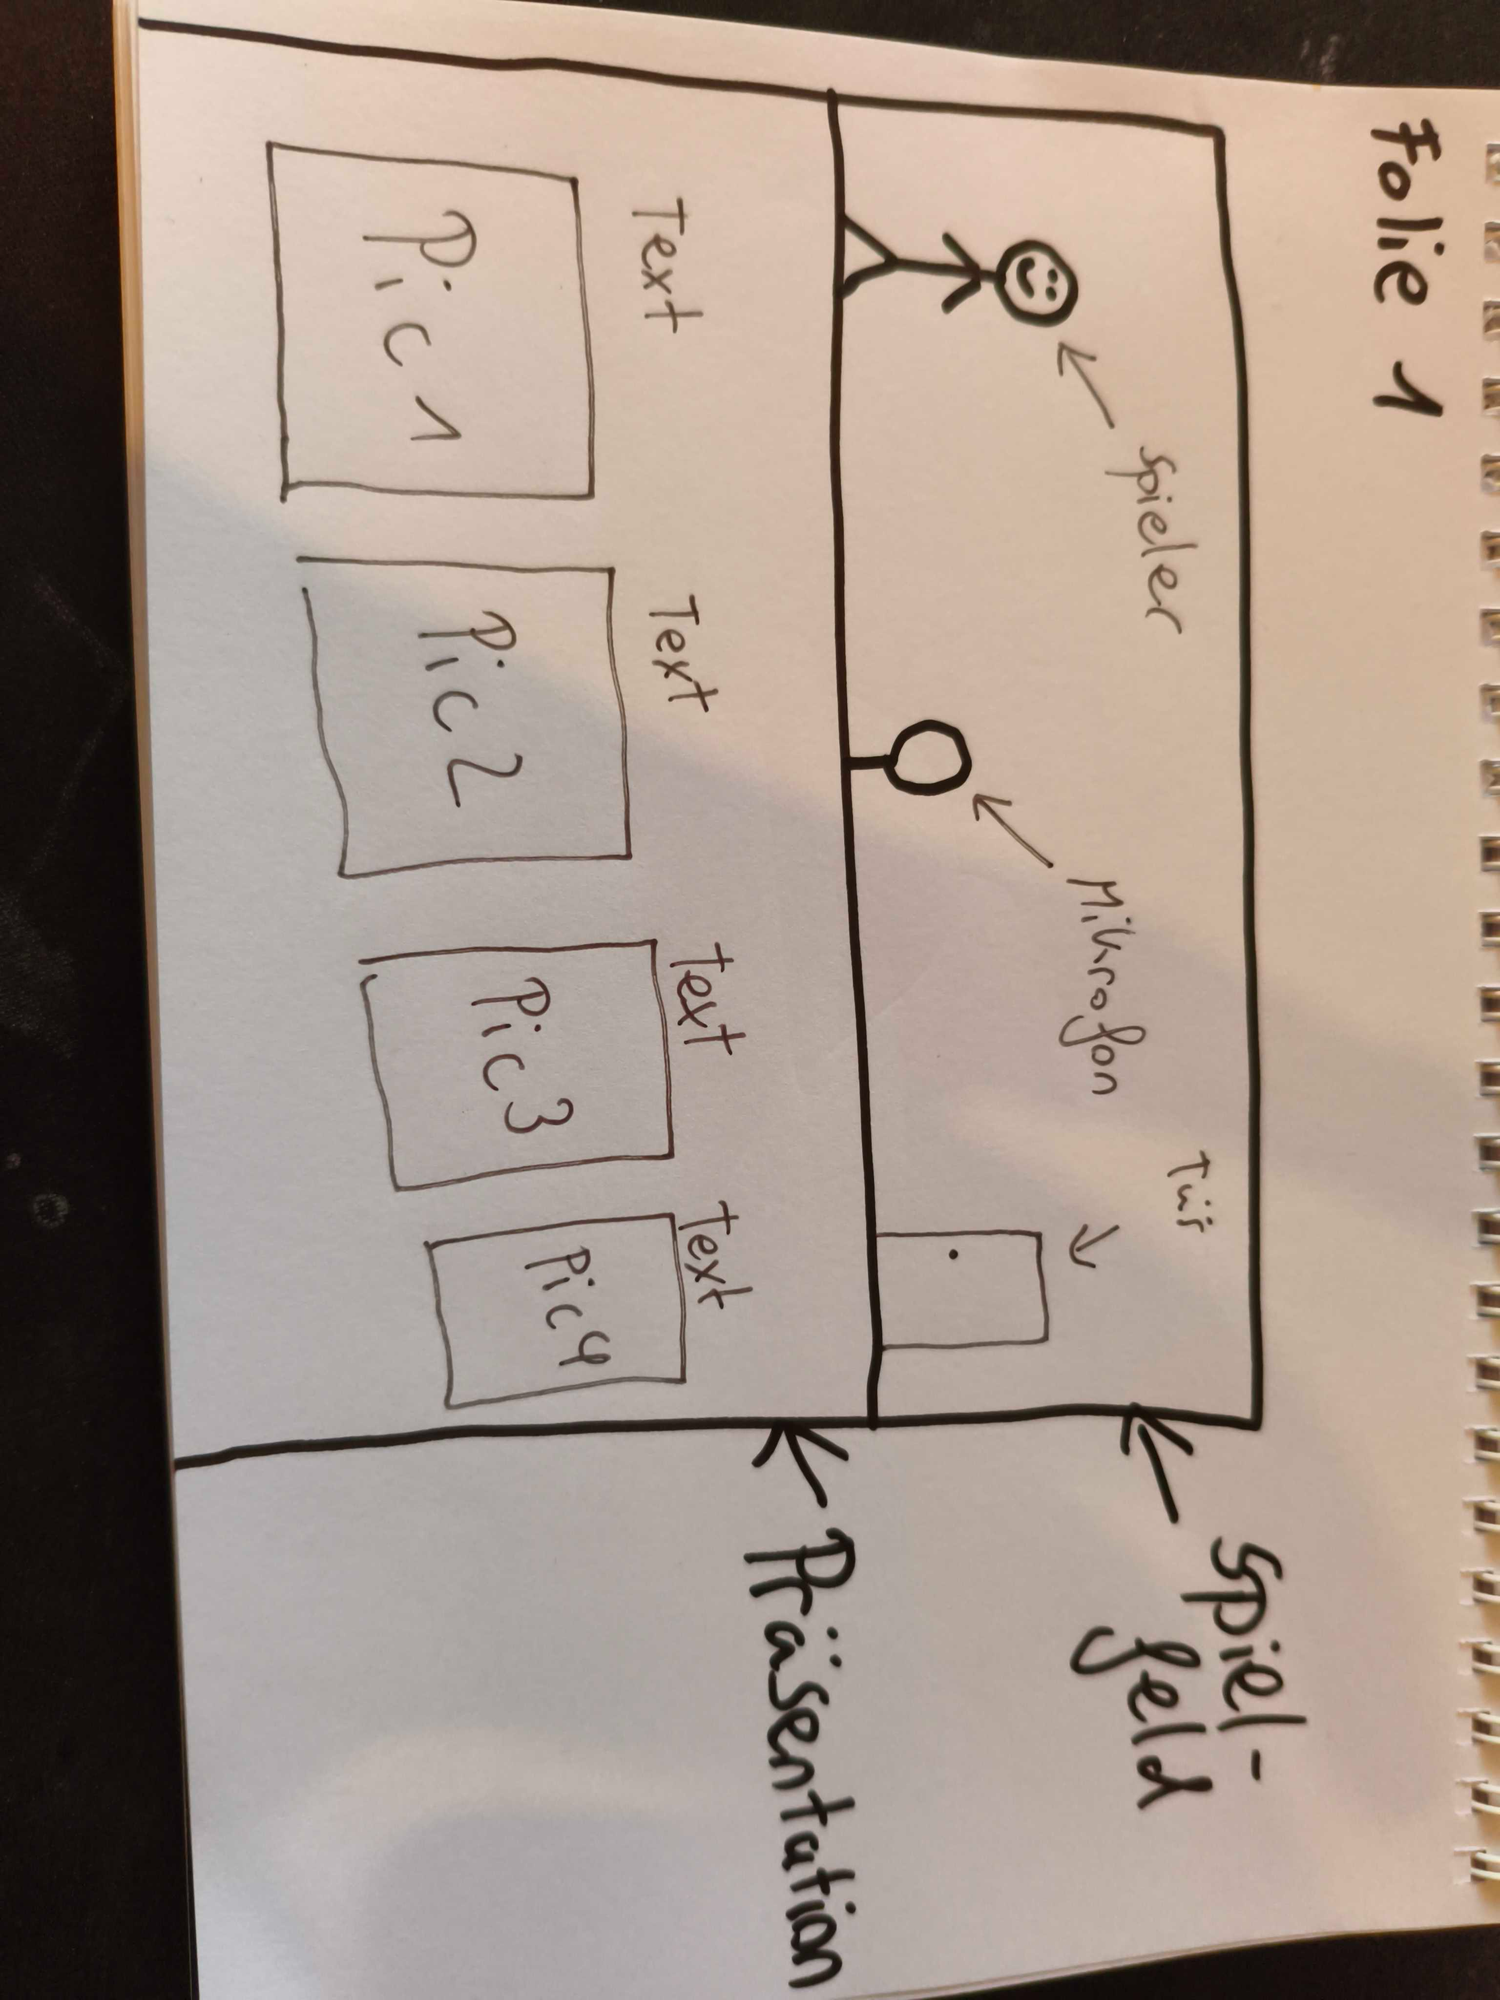 Folie 1
Spieler
Mikrofon
Tür
Spiel-
feld
Präsentation
Text
Text
Text
Text
Pic 1
Pic 2
Pic 3
Pic 4